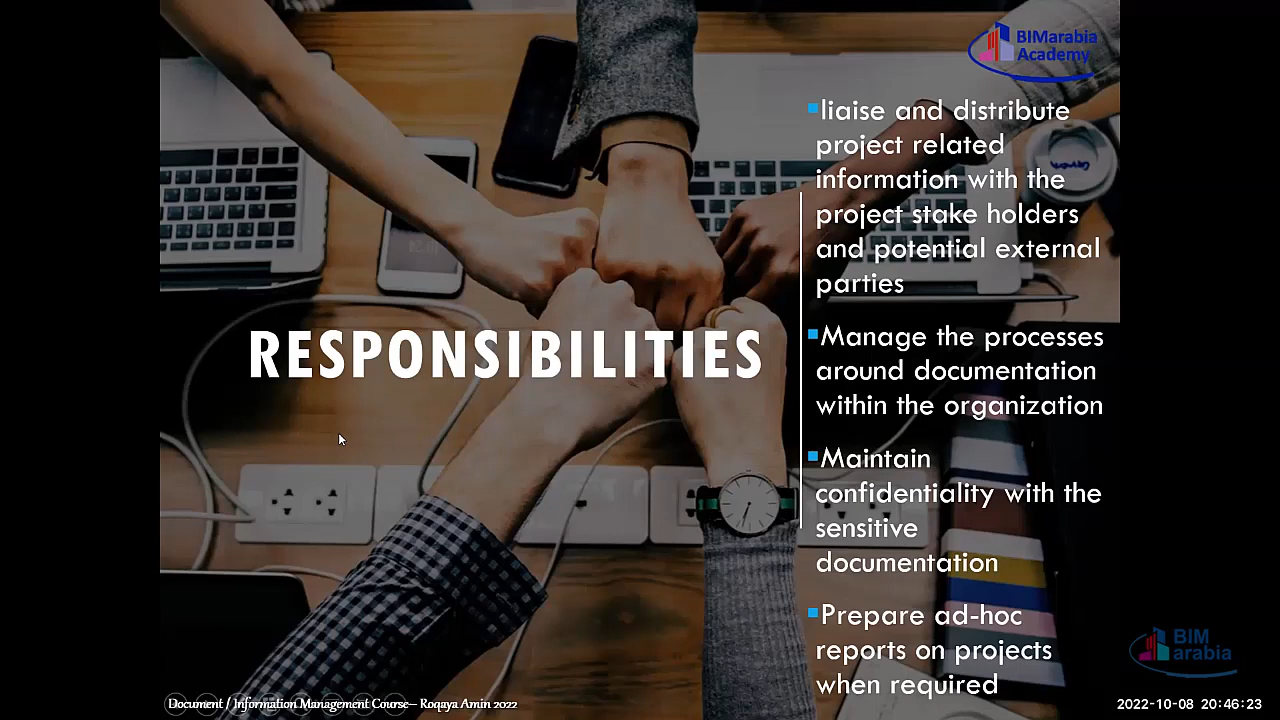 BIMarabia
Academy
▪liaise and distribute
project related
information with the
project stake holders
and potential external
parties
▪Manage the processes
around documentation
within the organization
▪Maintain
confidentiality with the
sensitive
documentation
▪Prepare ad-hoc
reports on projects
when required
RESPONSIBILITIES
BIM
arabia
Document / Information Management Course– Roqaya Amin 2022
2022-10-08 20:46:23